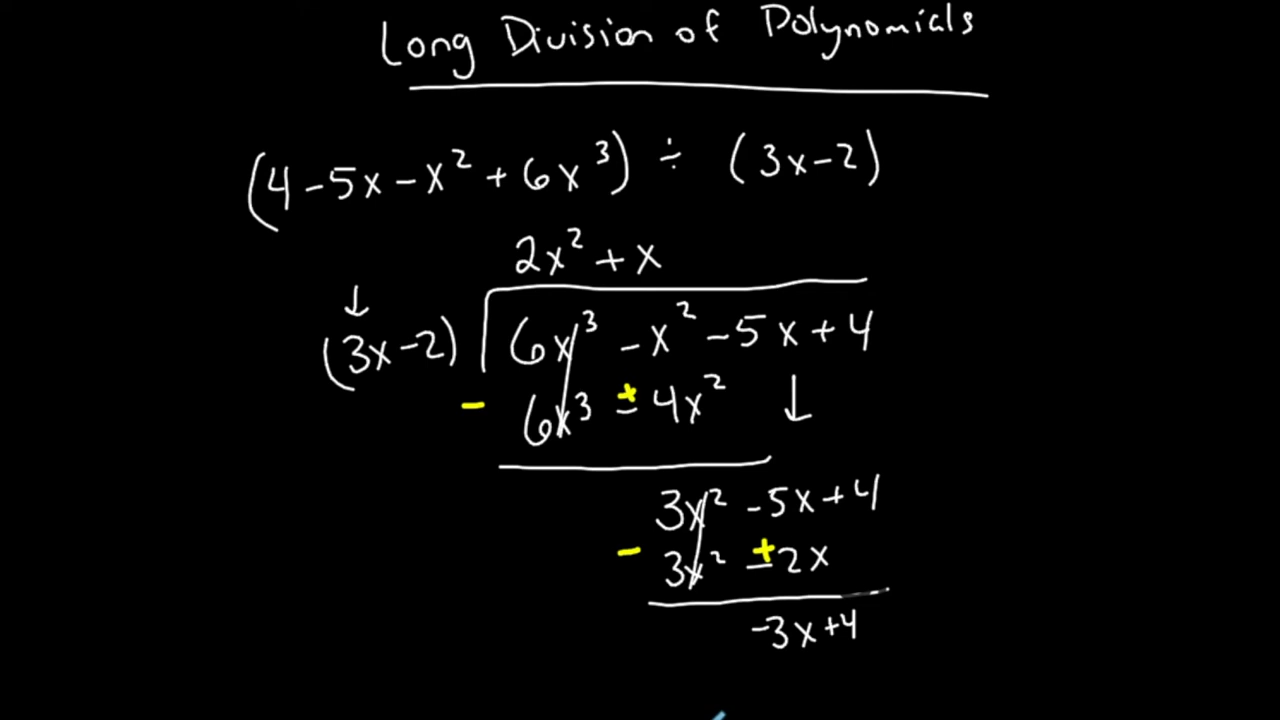 Long Division of Polynomials
(4 - 5x - x² + 6x³) ÷ (3x - 2)
2x² + x
↓
(3x - 2) 6x³ - x² - 5x + 4
- 6x³ ± 4x² ↓
3x² - 5x + 4
- 3x² ± 2x
-3x + 4